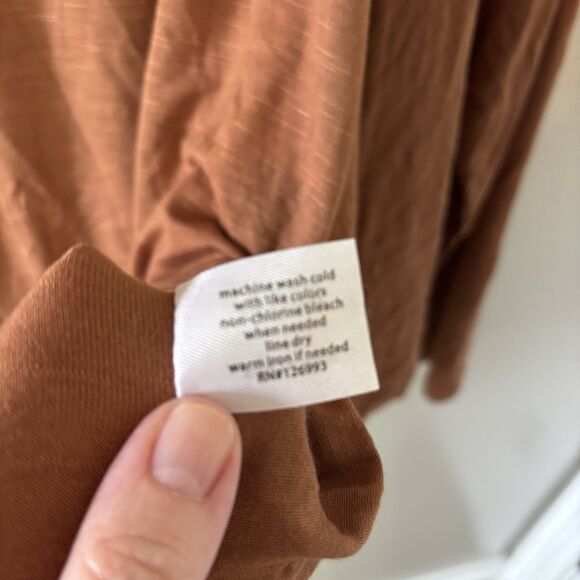 machine wash cold
with like colors
non-chlorine bleach
when needed
line dry
warm iron if needed
RN#126993